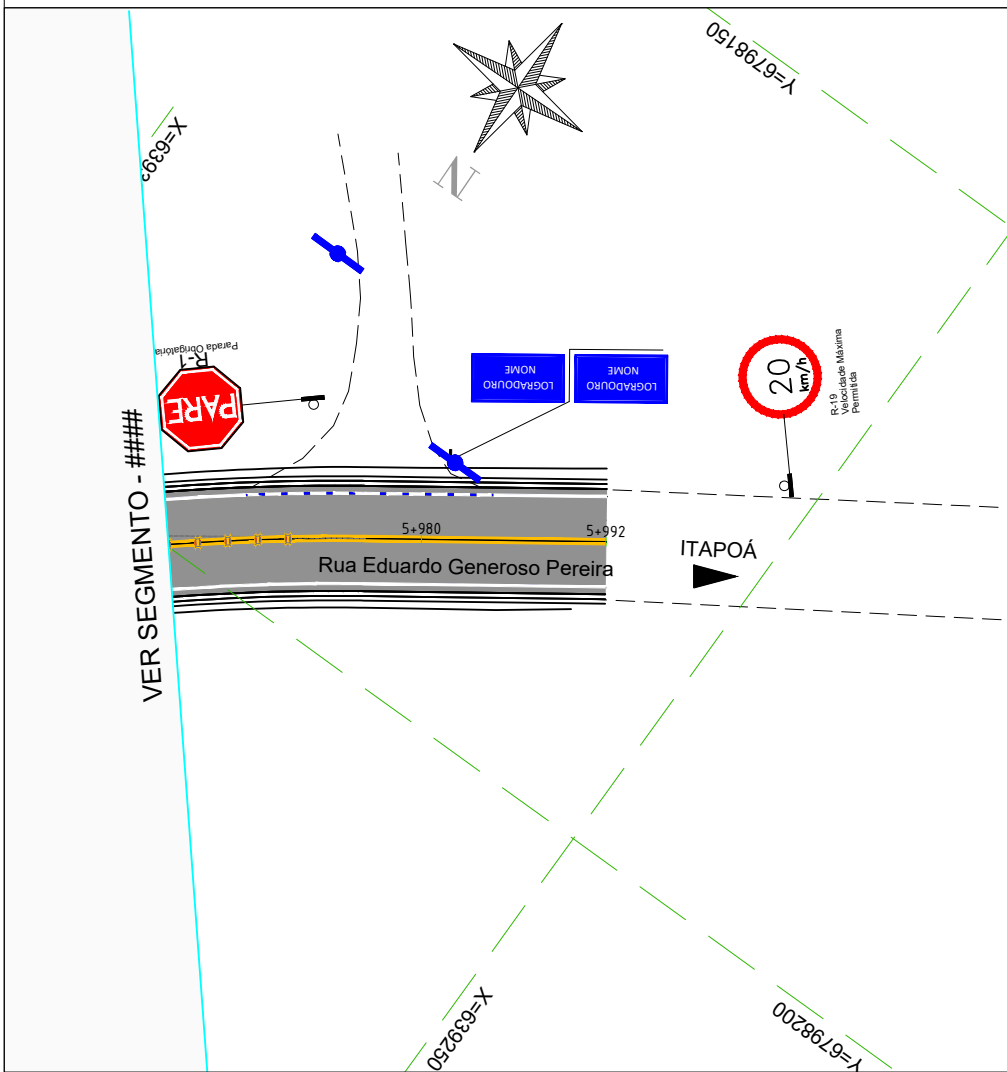 Y=6798150
X=6393
N
Parada Obrigatória
R-1
PARE
LOGRADOURO
NOME
LOGRADOURO
NOME
20
km/h
R-19
Velocidade Máxima
Permitida
VER SEGMENTO - ####
5+980
5+992
Rua Eduardo Generoso Pereira
ITAPOÁ
X=639250
Y=6798200